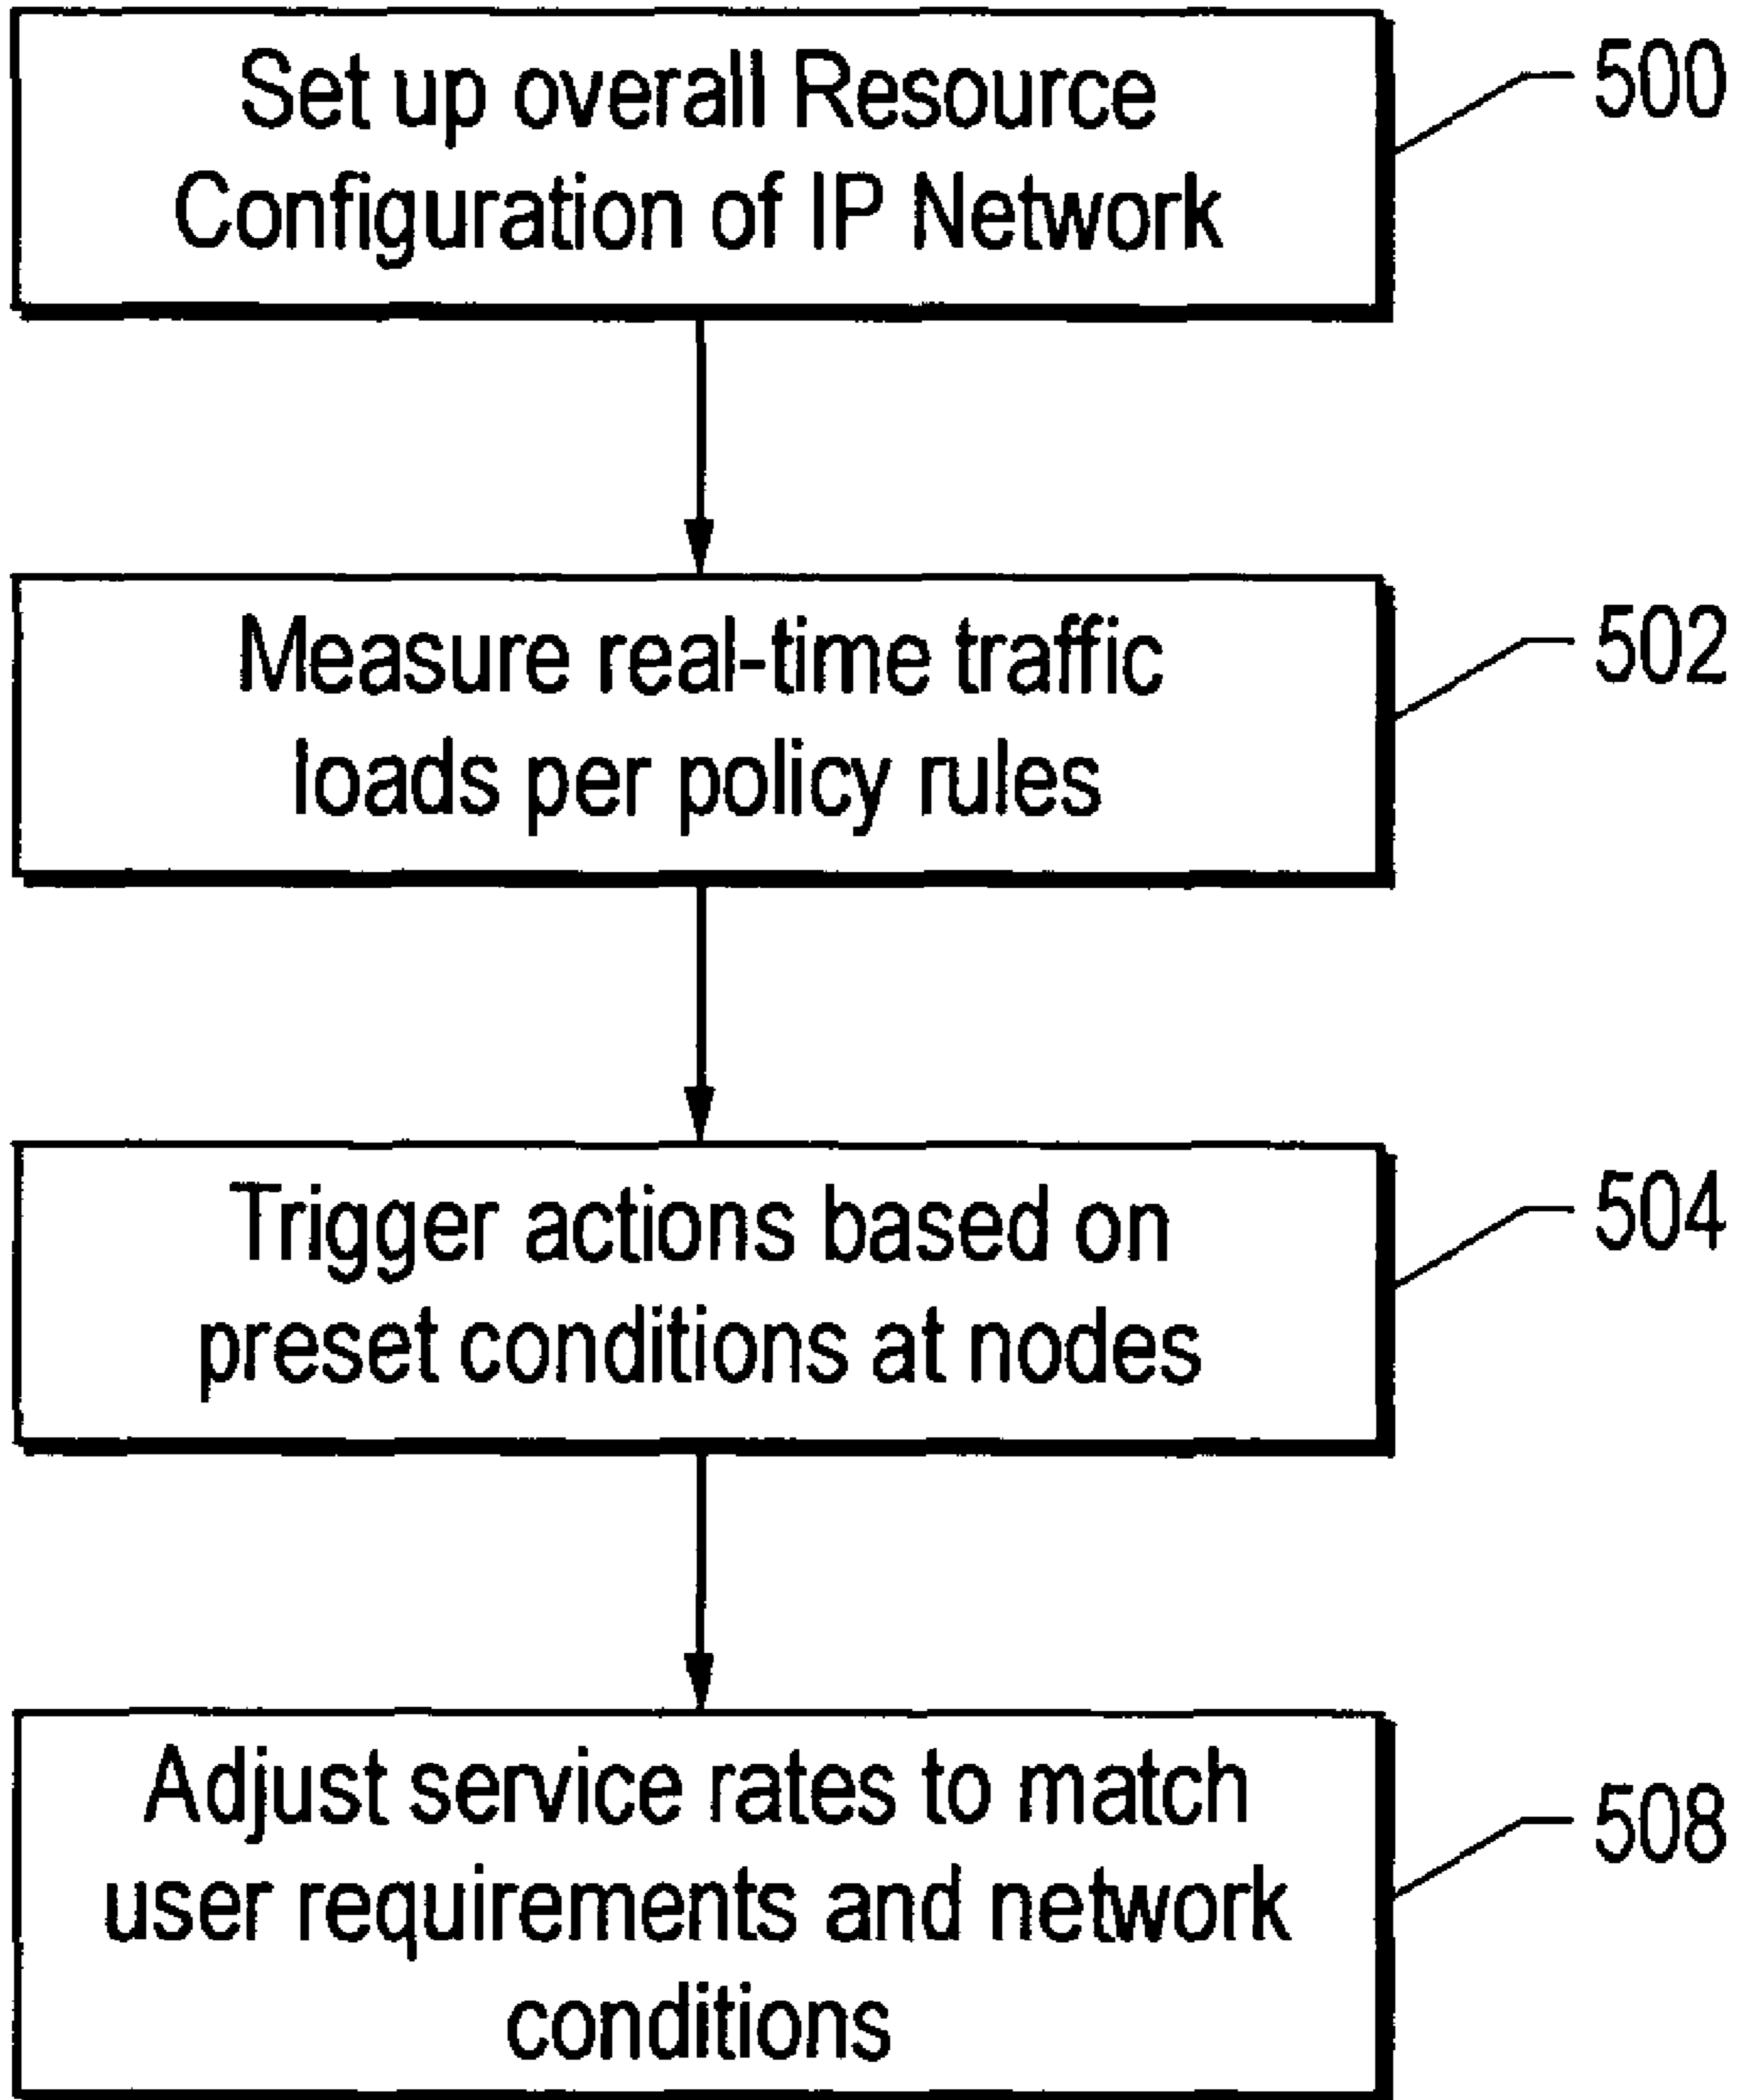 Set up overall Resource
Configuration of IP Network
500
Measure real-time traffic
loads per policy rules
502
Trigger actions based on
preset conditions at nodes
504
Adjust service rates to match
user requirements and network
conditions
508